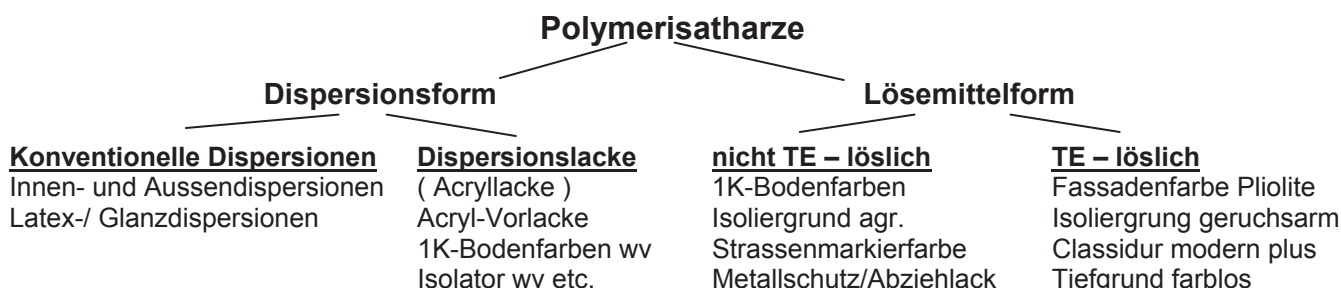 Polymerisatharze
Dispersionsform
Lösemittelform
Konventionelle Dispersionen
Innen- und Aussendispersionen
Latex-/ Glanzdispersionen
Dispersionslacke
( Acryllacke )
Acryl-Vorlacke
1K-Bodenfarben wv
Isolator wv etc.
nicht TE – löslich
1K-Bodenfarben
Isoliergrund agr.
Strassenmarkierfarbe
Metallschutz/Abziehlack
TE – löslich
Fassadenfarbe Pliolite
Isoliergrung geruchsarm
Classidur modern plus
Tiefgrund farblos